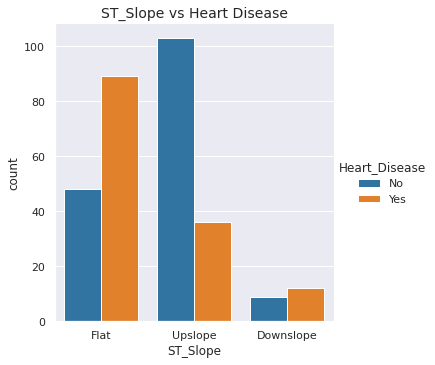 ST_Slope vs Heart Disease
100
80
60
40
20
0
count
Flat
Upslope
Downslope
ST_Slope
Heart_Disease
No
Yes